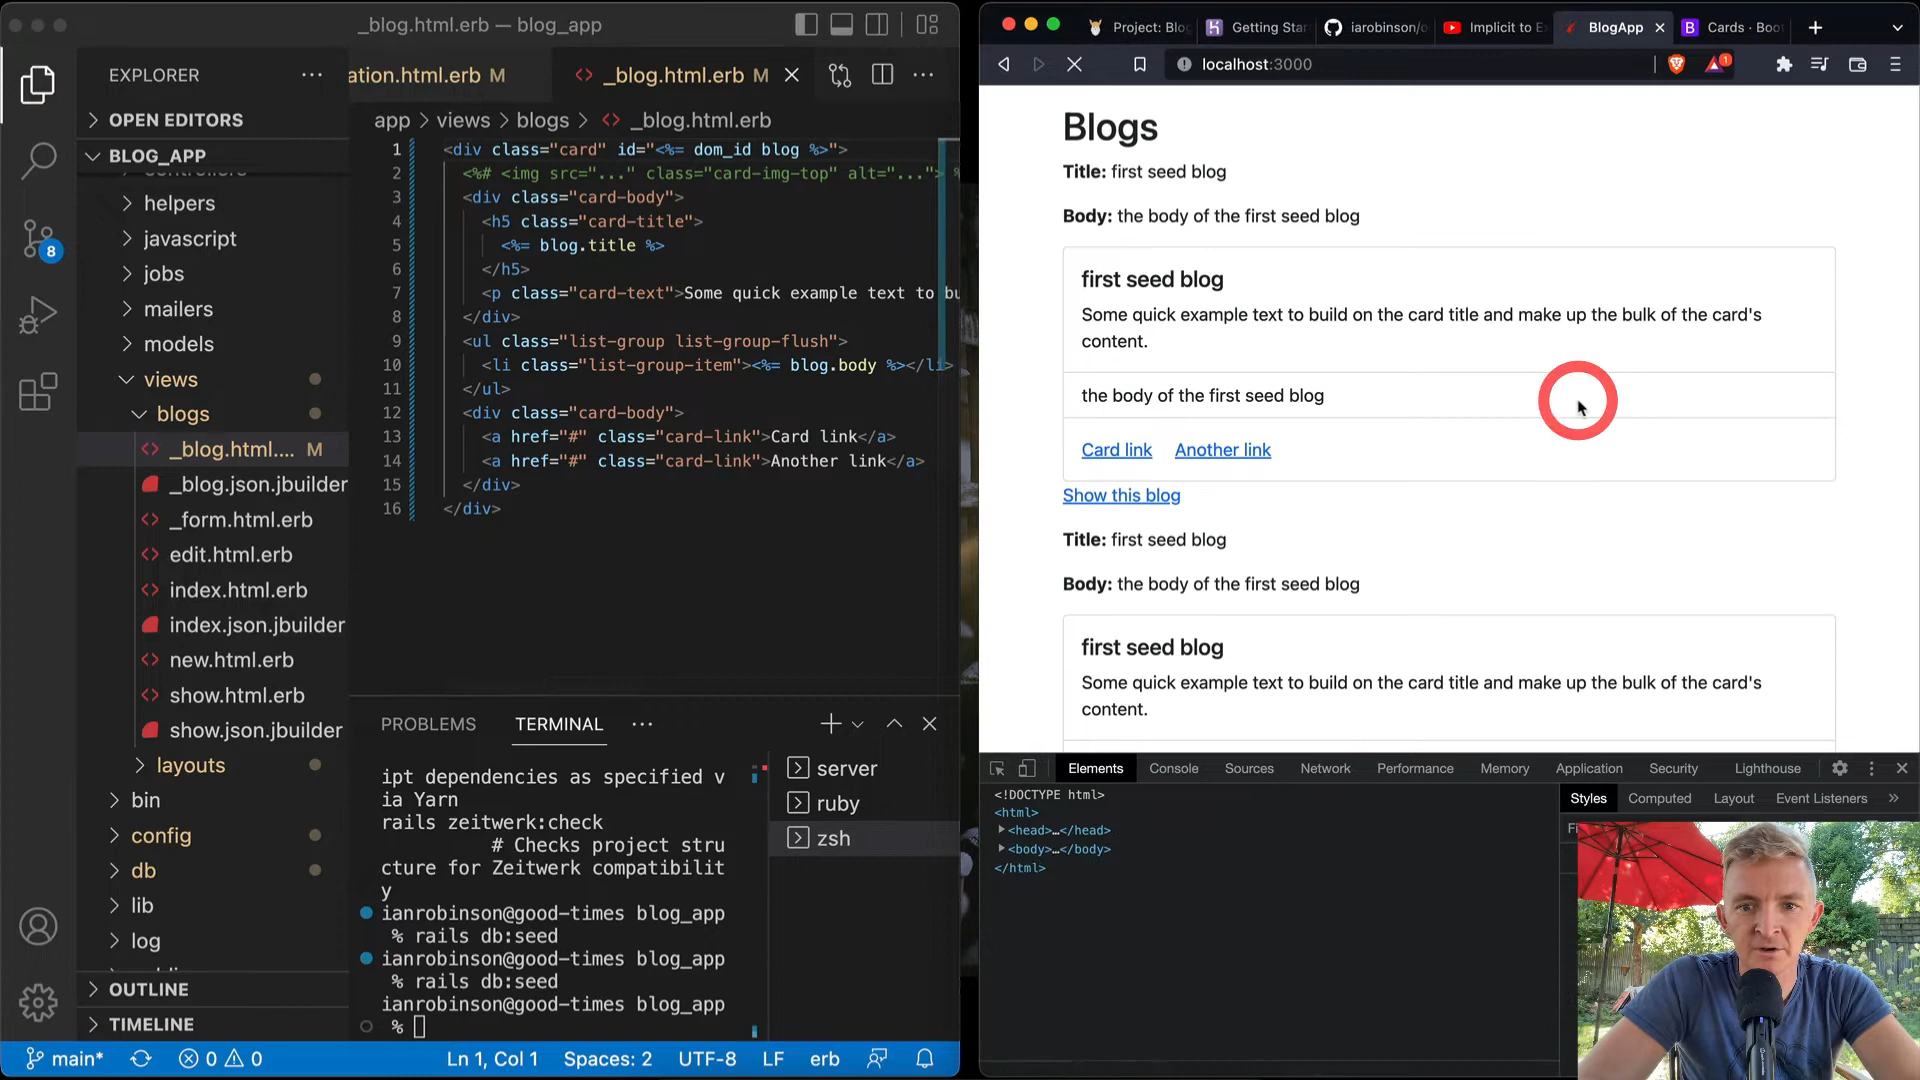 _blog.html.erb — blog_app
EXPLORER
OPEN EDITORS
BLOG_APP
helpers
javascript
jobs
mailers
models
views
blogs
_blog.html.... M
_blog.json.jbuilder
_form.html.erb
edit.html.erb
index.html.erb
index.json.jbuilder
new.html.erb
show.html.erb
show.json.jbuilder
layouts
bin
config
db
lib
log
OUTLINE
TIMELINE
8
ation.html.erb M
_blog.html.erb M
app > views > blogs > _blog.html.erb
1 <div class="card" id="<%= dom_id blog %>">
2 <%# <img src="..." class="card-img-top" alt="...">
3 <div class="card-body">
4 <h5 class="card-title">
5 <%= blog.title %>
6 </h5>
7 <p class="card-text">Some quick example text to bu
8 </div>
9 <ul class="list-group list-group-flush">
10 <li class="list-group-item"><%= blog.body %></li>
11 </ul>
12 <div class="card-body">
13 <a href="#" class="card-link">Card link</a>
14 <a href="#" class="card-link">Another link</a>
15 </div>
16 </div>
PROBLEMS TERMINAL
ipt dependencies as specified v
ia Yarn
rails zeitwerk:check
# Checks project stru
cture for Zeitwerk compatibilit
y
ianrobinson@good-times blog_app
% rails db:seed
ianrobinson@good-times blog_app
% rails db:seed
ianrobinson@good-times blog_app
%
server
ruby
zsh
main* 0 0 Ln 1, Col 1 Spaces: 2 UTF-8 LF erb
Project: Blo
Getting Star
iarobinson/o
Implicit to E
BlogApp
Cards · Boot
localhost:3000
1
Blogs
Title: first seed blog
Body: the body of the first seed blog
first seed blog
Some quick example text to build on the card title and make up the bulk of the card's
content.
the body of the first seed blog
Card link Another link
Show this blog
Title: first seed blog
Body: the body of the first seed blog
first seed blog
Some quick example text to build on the card title and make up the bulk of the card's
content.
Elements Console Sources Network Performance Memory Application Security Lighthouse
<!DOCTYPE html>
<html>
<head>…</head>
<body>…</body>
</html>
Styles Computed Layout Event Listeners